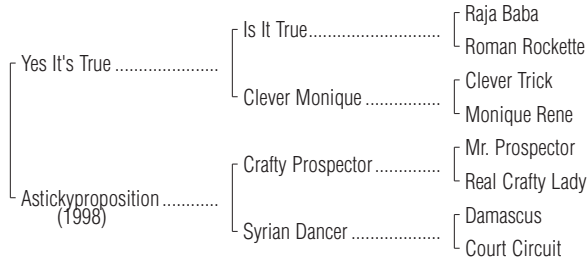 Raja Baba
Is It True
Roman Rockette
Yes It's True
Clever Trick
Clever Monique
Monique Rene
Mr. Prospector
Crafty Prospector
Real Crafty Lady
Astickyproposition
(1998)
Damascus
Syrian Dancer
Court Circuit